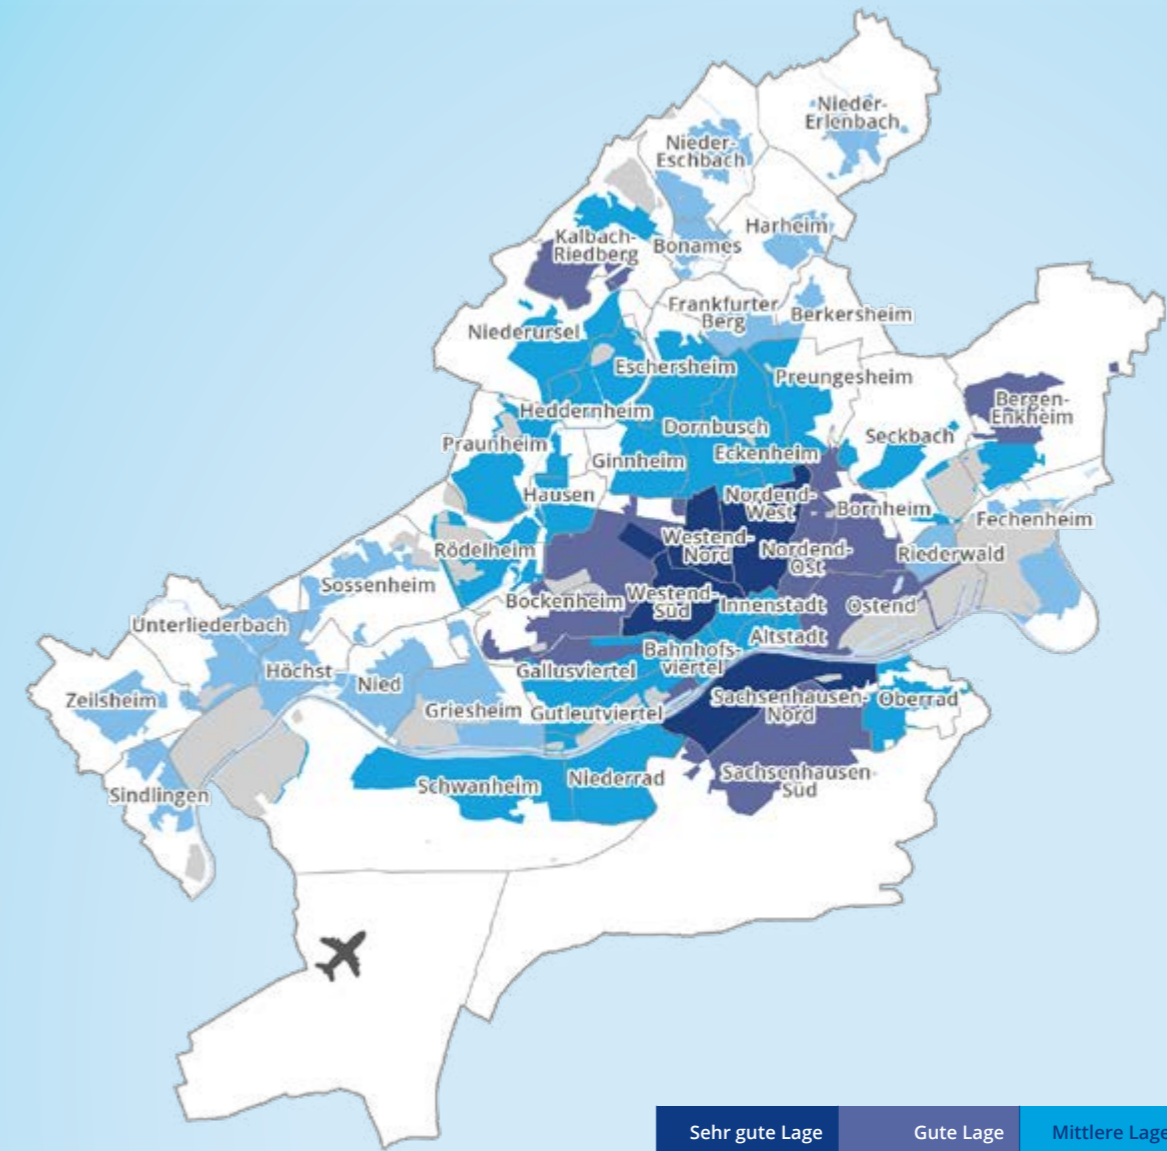 Nieder-
Erlenbach
Nieder-
Eschbach
Harheim
Kalbach-
Riedberg
Bonames
Frankfurter
Berg
Berkersheim
Niederursel
Eschersheim
Preungesheim
Bergen-
Enkheim
Heddernheim
Dornbusch
Seckbach
Praunheim
Ginnheim
Eckenheim
Hausen
Nordend-
West
Bornheim
Fechenheim
Rödelheim
Westend-
Nord
Nordend-
Ost
Riederwald
Sossenheim
Bockenheim
Westend-
Süd
Innenstadt
Ostend
Unterliederbach
Altstadt
Bahnhofs-
viertel
Höchst
Gallusviertel
Zeilsheim
Nied
Griesheim
Gutleutviertel
Sachsenhausen-
Nord
Oberrad
Sindlingen
Schwanheim
Niederrad
Sachsenhausen-
Süd
Sehr gute Lage
Gute Lage
Mittlere Lage